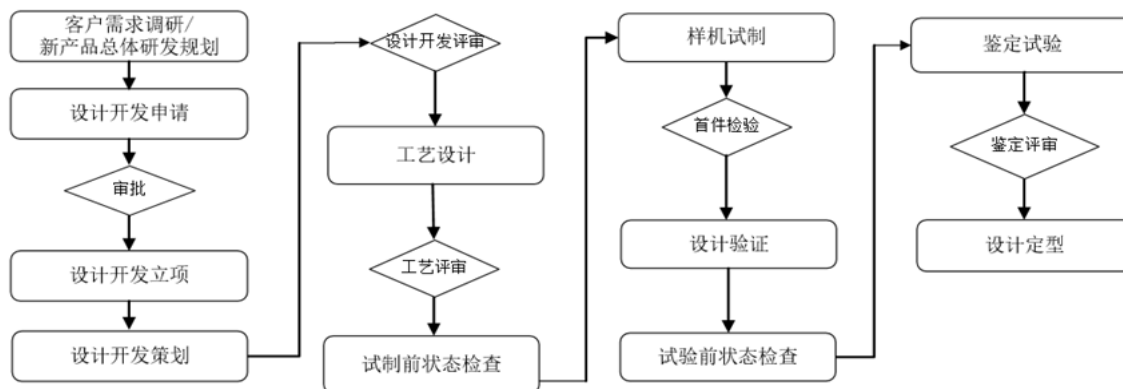 客户需求调研/
新产品总体研发规划
设计开发申请
审批
设计开发立项
设计开发策划
设计开发评审
工艺设计
工艺评审
试制前状态检查
样机试制
首件检验
设计验证
试验前状态检查
鉴定试验
鉴定评审
设计定型